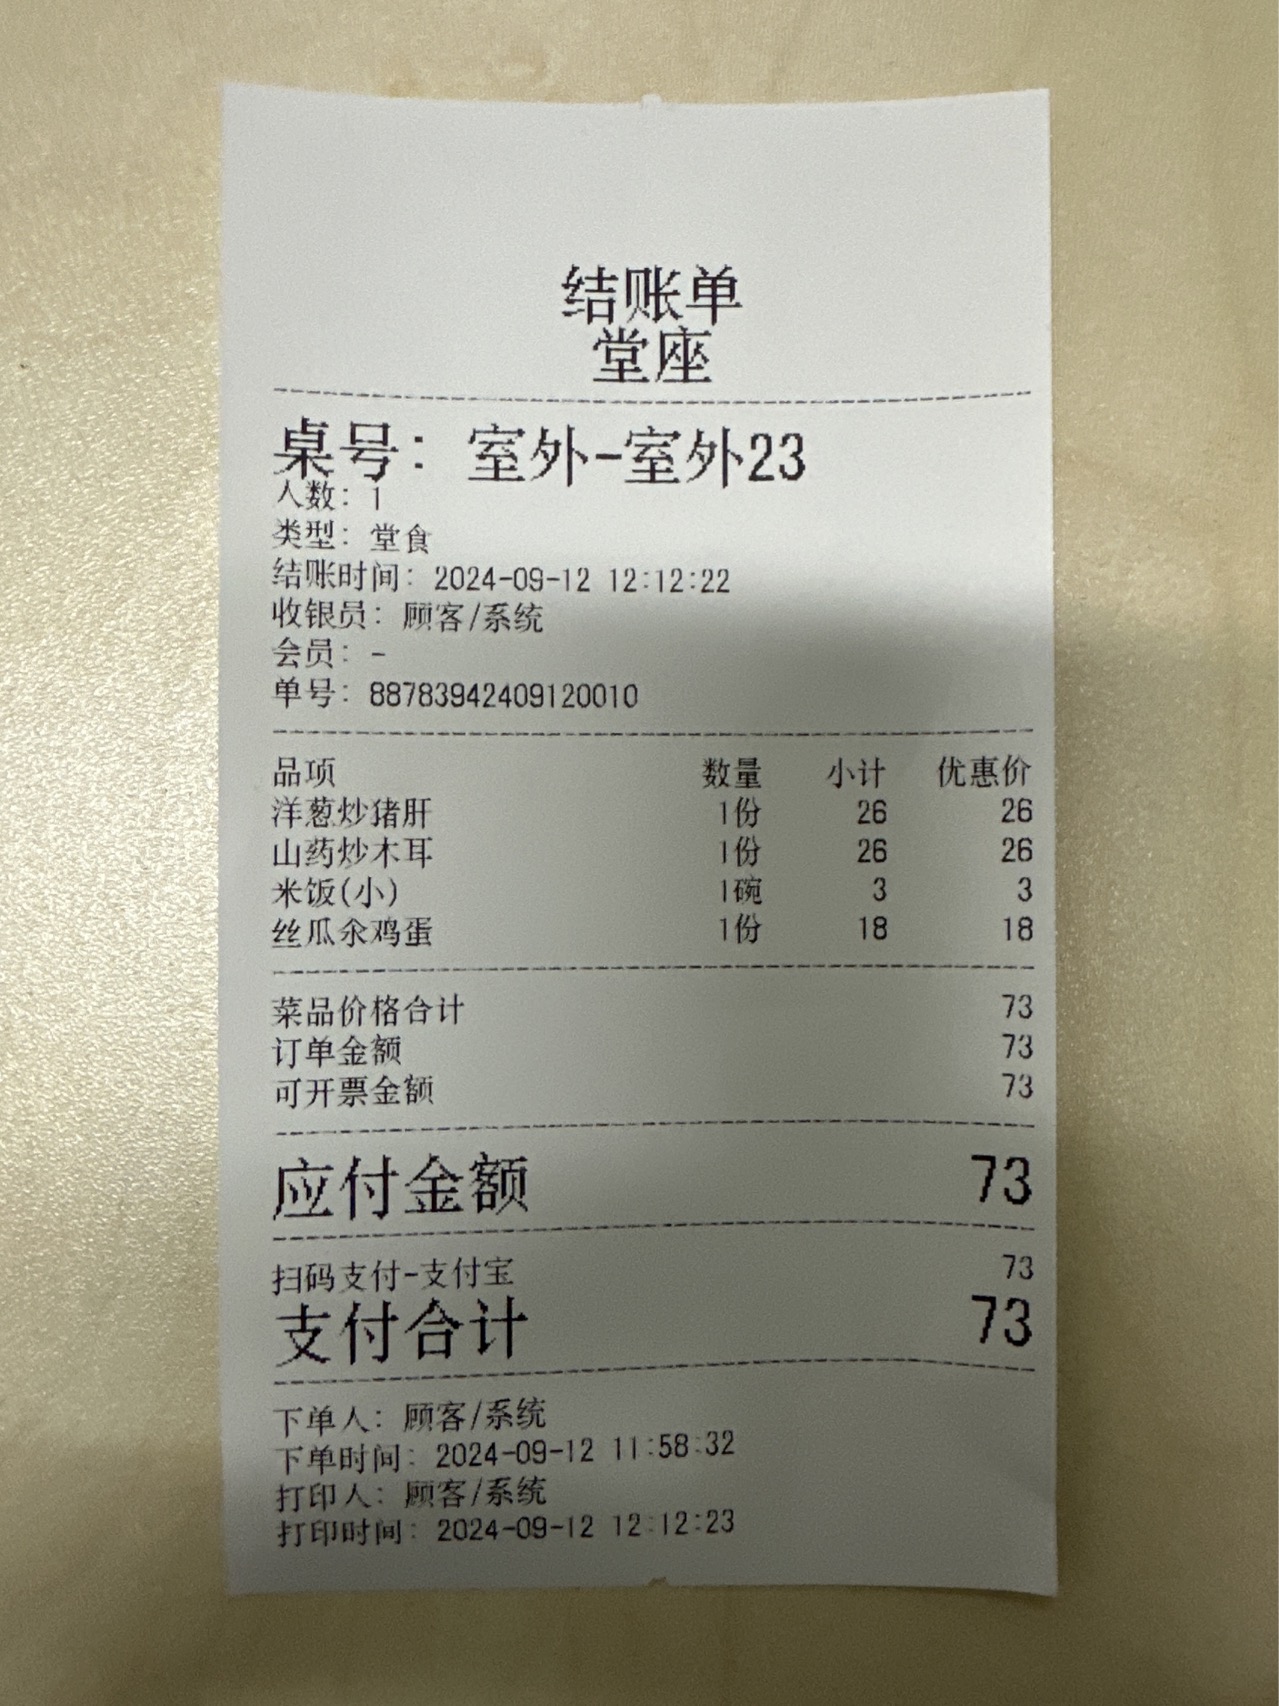 结账单
堂座
桌号: 室外-室外23
人数: 1
类型: 堂食
结账时间: 2024-09-12 12:12:22
收银员: 顾客/系统
会员: -
单号: 88783942409120010
品项 数量 小计 优惠价
洋葱炒猪肝 1份 26 26
山药炒木耳 1份 26 26
米饭(小) 1碗 3 3
丝瓜氽鸡蛋 1份 18 18
菜品价格合计 73
订单金额 73
可开票金额 73
应付金额 73
扫码支付-支付宝 73
支付合计 73
下单人: 顾客/系统
下单时间: 2024-09-12 11:58:32
打印人: 顾客/系统
打印时间: 2024-09-12 12:12:23